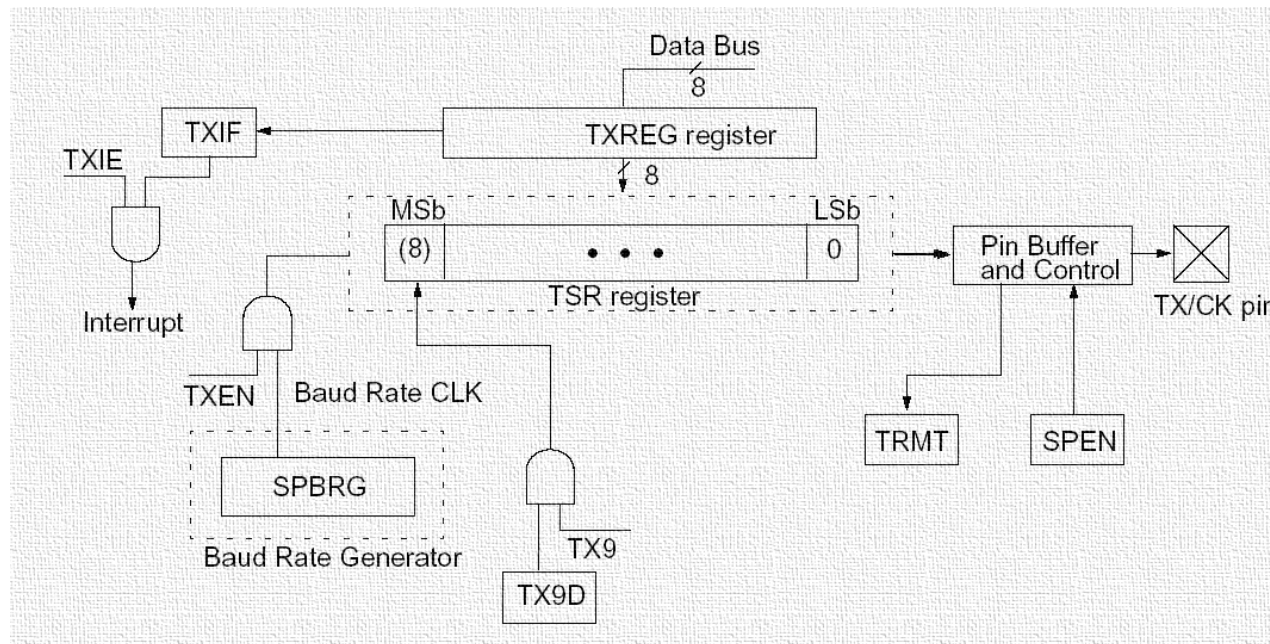 Data Bus
8
TXIF
TXREG register
TXIE
8
MSb
LSb
(8)
0
Pin Buffer
and Control
TSR register
TX/CK pin
Interrupt
TXEN
Baud Rate CLK
TRMT
SPEN
SPBRG
TX9
Baud Rate Generator
TX9D